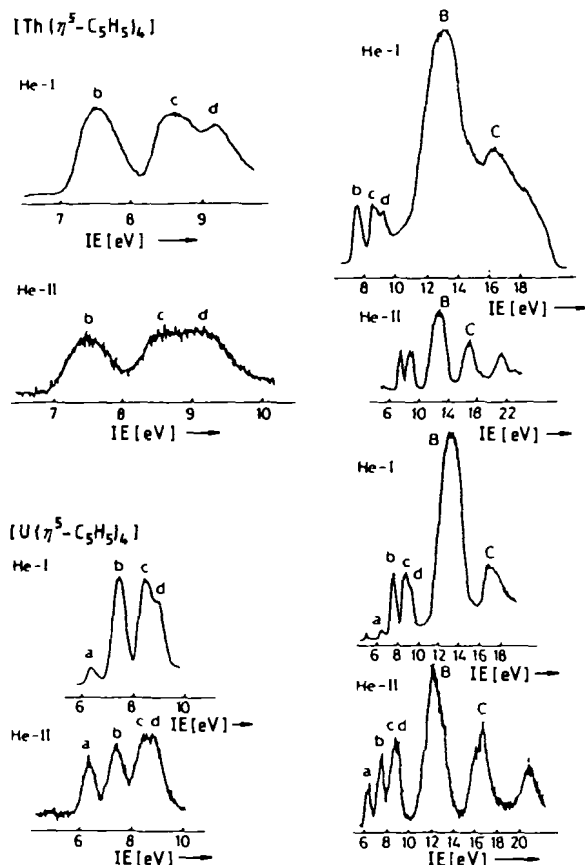 [Th(η⁵-C₅H₅)₄]
He-I
b
c
d
7 8 9
IE[eV]
He-II
b
c
d
7 8 9 10
IE[eV]
[U(η⁵-C₅H₅)₄]
He-I
a
b
c
d
6 8 10
IE[eV]
He-II
a
b
c d
6 8 10
IE[eV]
He-I
b
c
d
B
C
8 10 12 14 16 18
IE[eV]
He-II
B
C
6 10 14 18 22
IE[eV]
He-I
a
b
c
d
B
C
6 8 10 12 14 16 18
IE[eV]
He-II
a
b
c d
B
C
6 8 10 12 14 16 18 20
IE[eV]